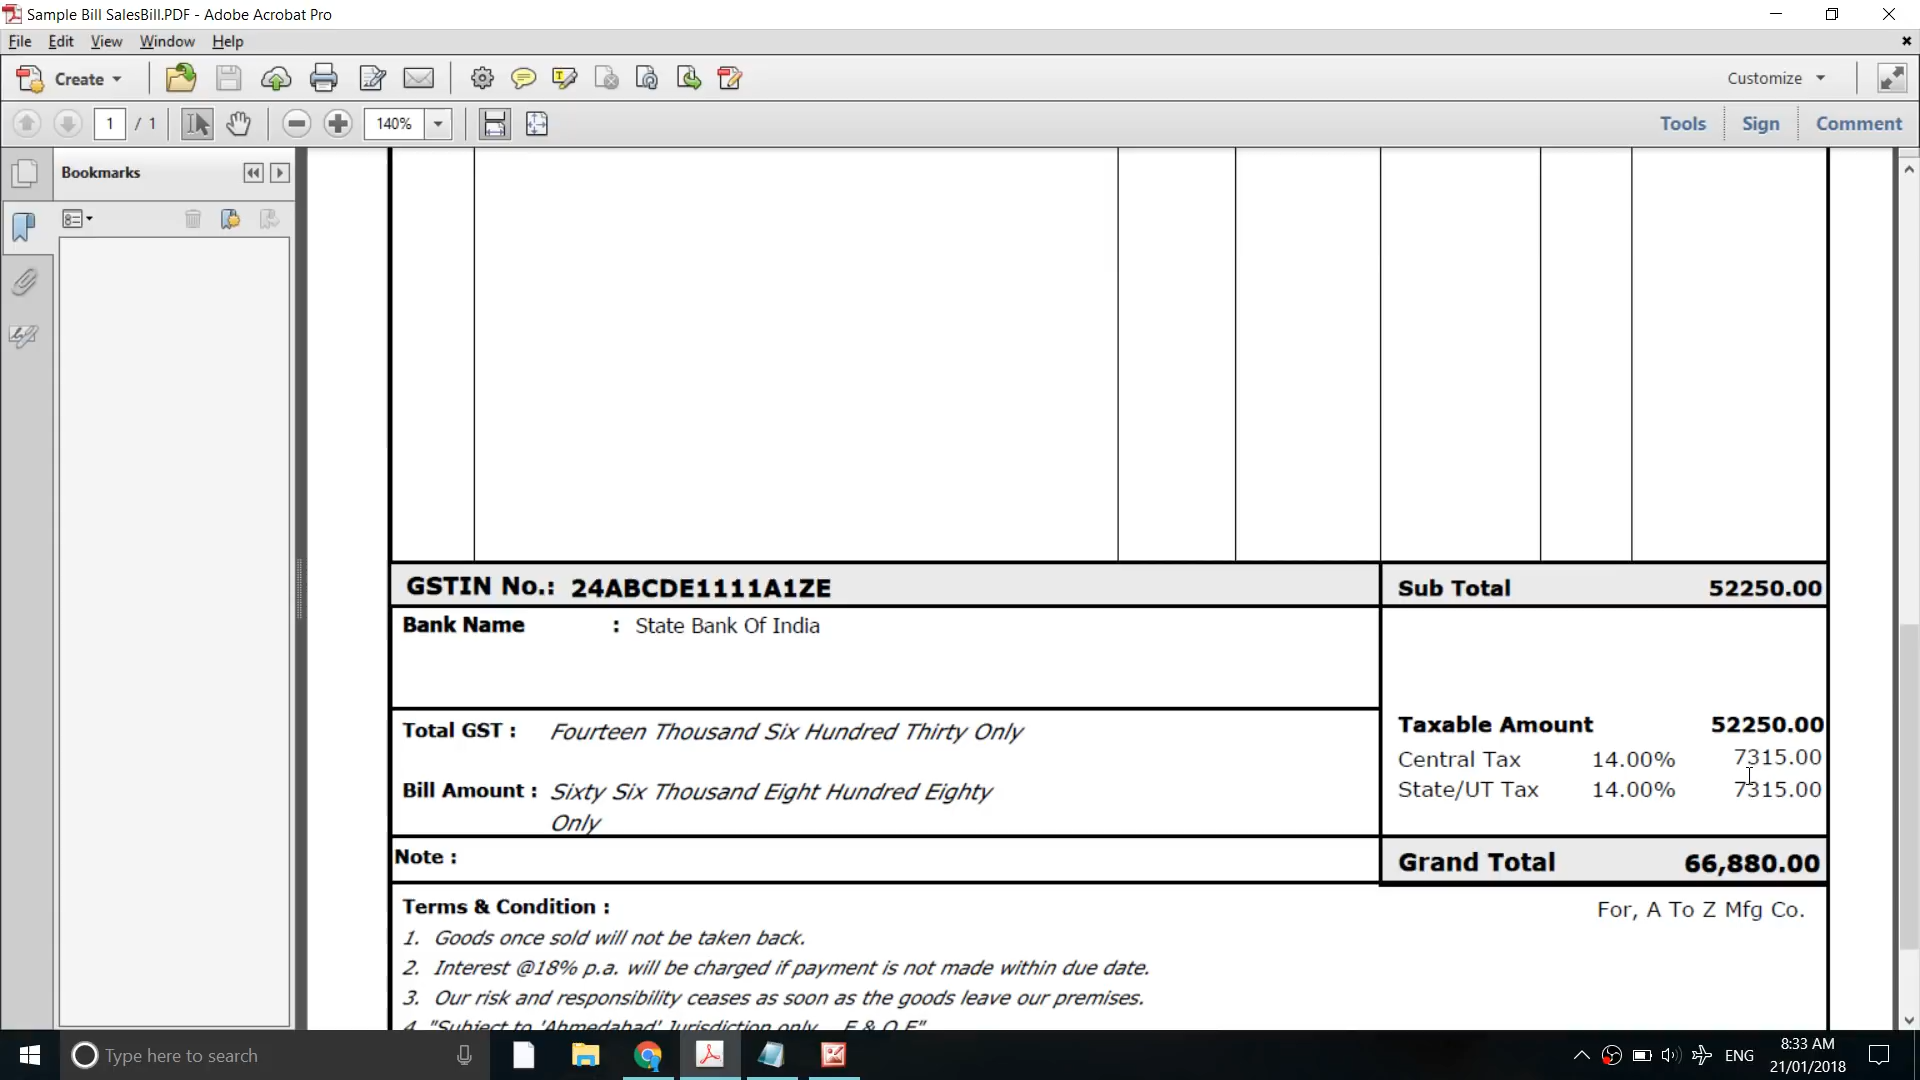 Sample Bill SalesBill.PDF - Adobe Acrobat Pro
File Edit View Window Help
Create Customize
1 / 1 140% Tools Sign Comment
Bookmarks
GSTIN No.: 24ABCDE1111A1ZE Sub Total 52250.00
Bank Name : State Bank Of India
Total GST : Fourteen Thousand Six Hundred Thirty Only Taxable Amount 52250.00
Central Tax 14.00% 7315.00
Bill Amount : Sixty Six Thousand Eight Hundred Eighty State/UT Tax 14.00% 7315.00
Only
Note : Grand Total 66,880.00
Terms & Condition : For, A To Z Mfg Co.
1. Goods once sold will not be taken back.
2. Interest @18% p.a. will be charged if payment is not made within due date.
3. Our risk and responsibility ceases as soon as the goods leave our premises.
4. "Subject to 'Ahmedabad' Jurisdiction only. E & O E"
Type here to search ENG 8:33 AM
21/01/2018